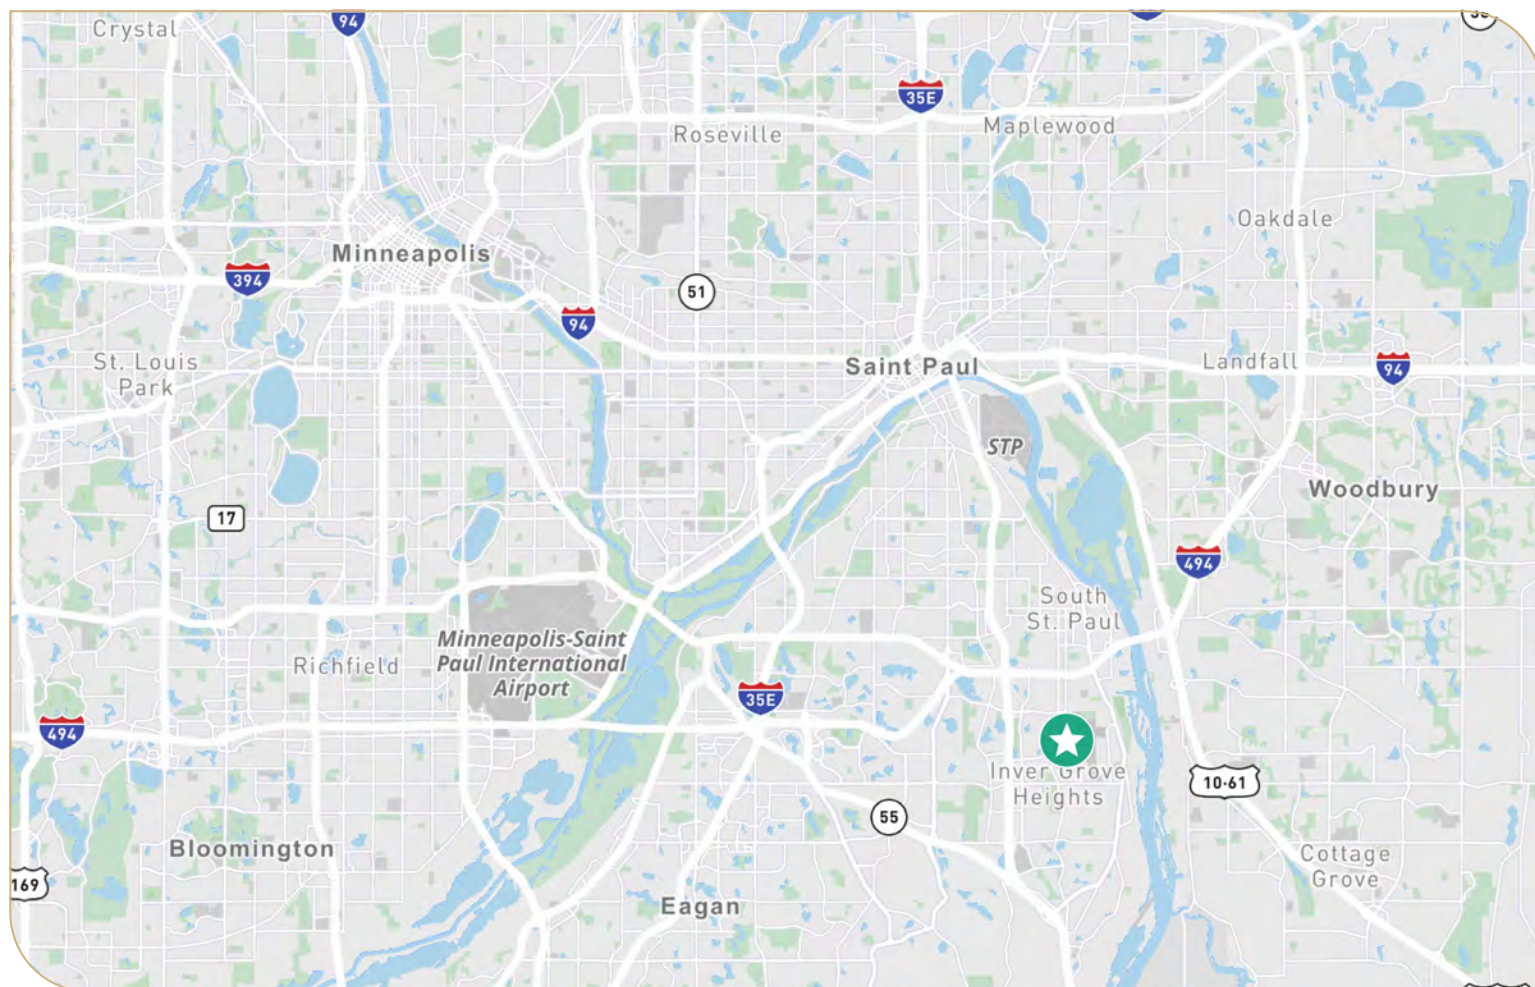 Crystal
94
35E
Roseville
Maplewood
Oakdale
Minneapolis
394
51
94
St. Louis
Park
Saint Paul
Landfall
94
STP
Woodbury
17
494
South
St. Paul
Minneapolis-Saint
Paul International
Airport
Richfield
35E
494
Inver Grove
Heights
10·61
55
Bloomington
Cottage
Grove
169
Eagan